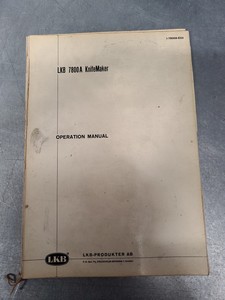 LKB 7800A KnifeMaker
OPERATION MANUAL
LKB
LKB-PRODUKTER AB